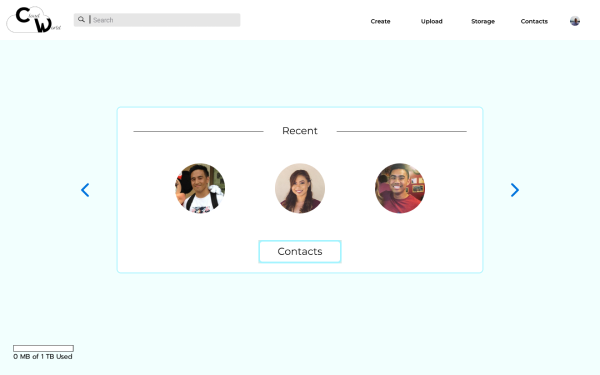 Cloud World
Search
Create
Upload
Storage
Contacts
Recent
Contacts
0 MB of 1 TB Used